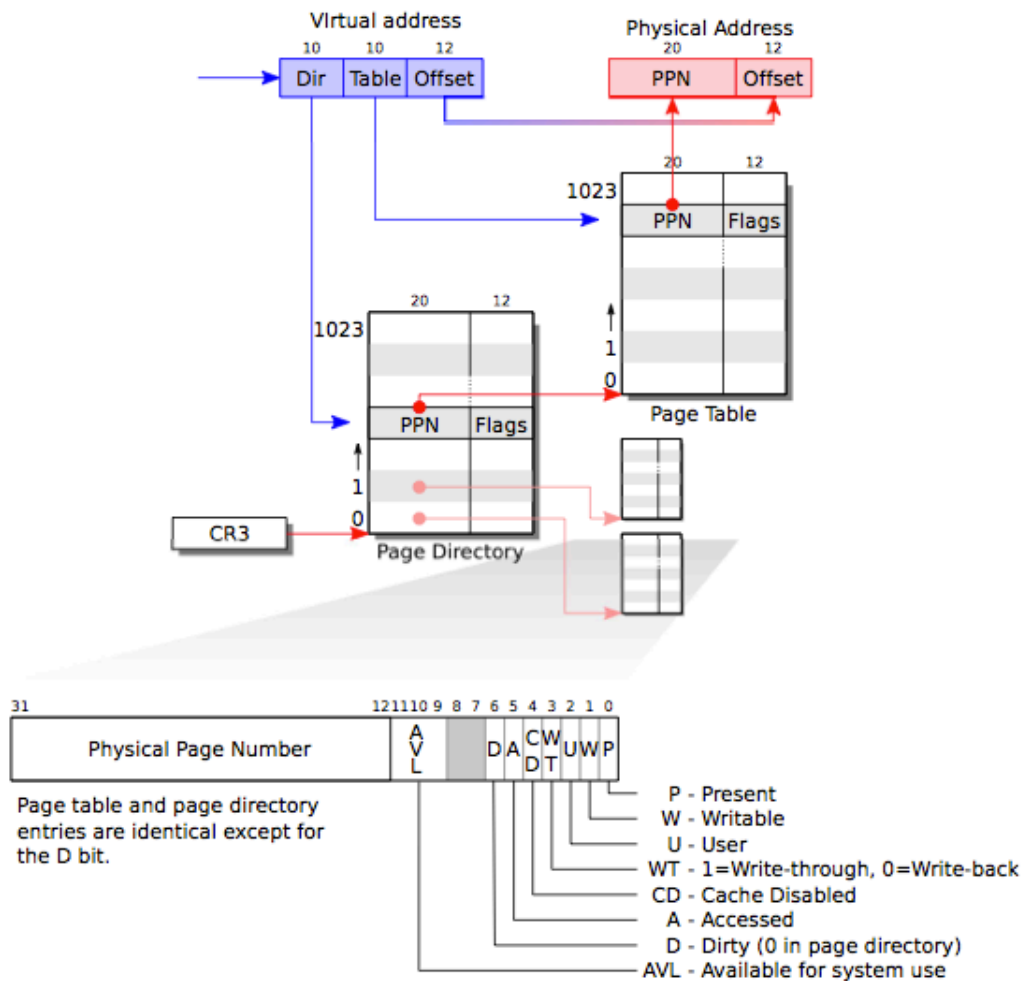 VIrtual address
Physical Address
10 10 12
20 12
Dir Table Offset
PPN Offset
20 12
1023
PPN Flags
1
0
Page Table
20 12
1023
PPN Flags
1
0
CR3
Page Directory
31 12 11 10 9 8 7 6 5 4 3 2 1 0
Physical Page Number AVL D A CD WT U W P
Page table and page directory
entries are identical except for
the D bit.
P - Present
W - Writable
U - User
WT - 1=Write-through, 0=Write-back
CD - Cache Disabled
A - Accessed
D - Dirty (0 in page directory)
AVL - Available for system use